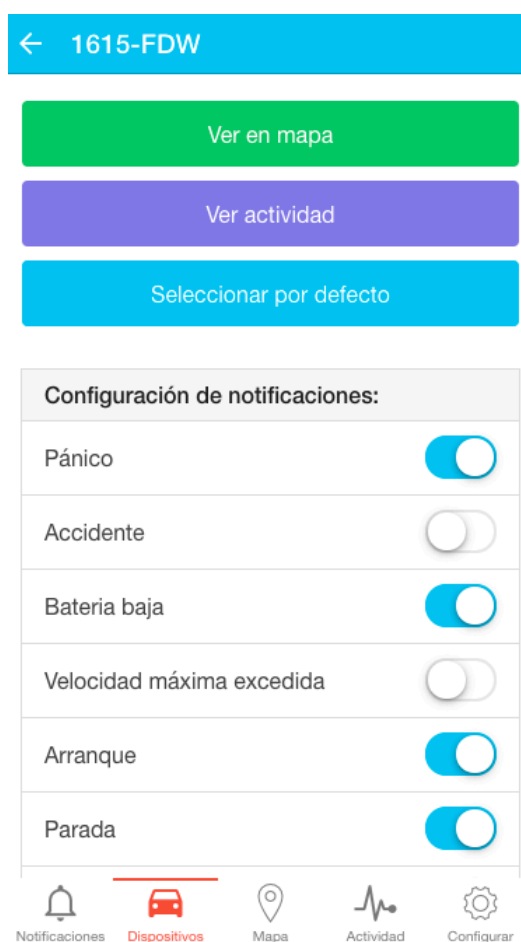 1615-FDW
Ver en mapa
Ver actividad
Seleccionar por defecto
Configuración de notificaciones:
Pánico
Accidente
Bateria baja
Velocidad máxima excedida
Arranque
Parada
Notificaciones Dispositivos Mapa Actividad Configurar